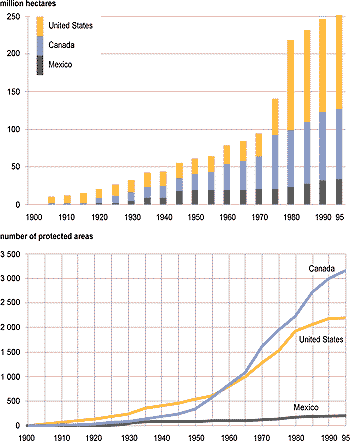 million hectares
250
United States
Canada
200
Mexico
150
100
50
0
1900 1910 1920 1930 1940 1950 1960 1970 1980 1990 95
number of protected areas
3 500
Canada
3 000
2 500
2 000
United States
1 500
1 000
500
Mexico
0
1900 1910 1920 1930 1940 1950 1960 1970 1980 1990 95